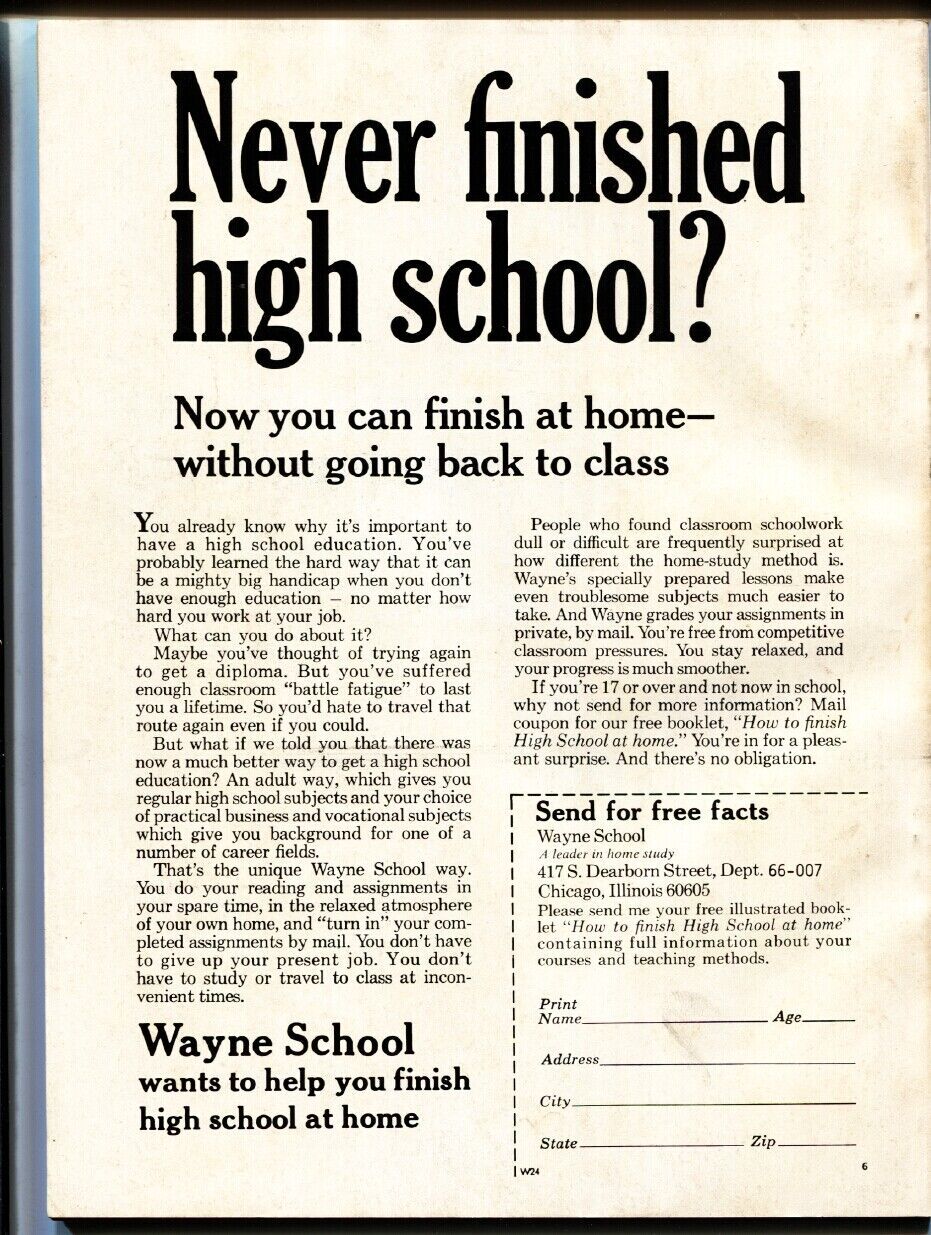 Never finished
high school?
Now you can finish at home—
without going back to class
You already know why it's important to
have a high school education. You've
probably learned the hard way that it can
be a mighty big handicap when you don't
have enough education – no matter how
hard you work at your job.
What can you do about it?
Maybe you've thought of trying again
to get a diploma. But you've suffered
enough classroom "battle fatigue" to last
you a lifetime. So you'd hate to travel that
route again even if you could.
But what if we told you that there was
now a much better way to get a high school
education? An adult way, which gives you
regular high school subjects and your choice
of practical business and vocational subjects
which give you background for one of a
number of career fields.
That's the unique Wayne School way.
You do your reading and assignments in
your spare time, in the relaxed atmosphere
of your own home, and "turn in" your com-
pleted assignments by mail. You don't have
to give up your present job. You don't
have to study or travel to class at incon-
venient times.
Wayne School
wants to help you finish
high school at home
People who found classroom schoolwork
dull or difficult are frequently surprised at
how different the home-study method is.
Wayne's specially prepared lessons make
even troublesome subjects much easier to
take. And Wayne grades your assignments in
private, by mail. You're free from competitive
classroom pressures. You stay relaxed, and
your progress is much smoother.
If you're 17 or over and not now in school,
why not send for more information? Mail
coupon for our free booklet, "How to finish
High School at home." You're in for a pleas-
ant surprise. And there's no obligation.
Send for free facts
Wayne School
A leader in home study
417 S. Dearborn Street, Dept. 66-007
Chicago, Illinois 60605
Please send me your free illustrated book-
let "How to finish High School at home"
containing full information about your
courses and teaching methods.
Print
Name Age
Address
City
State Zip
W24 6